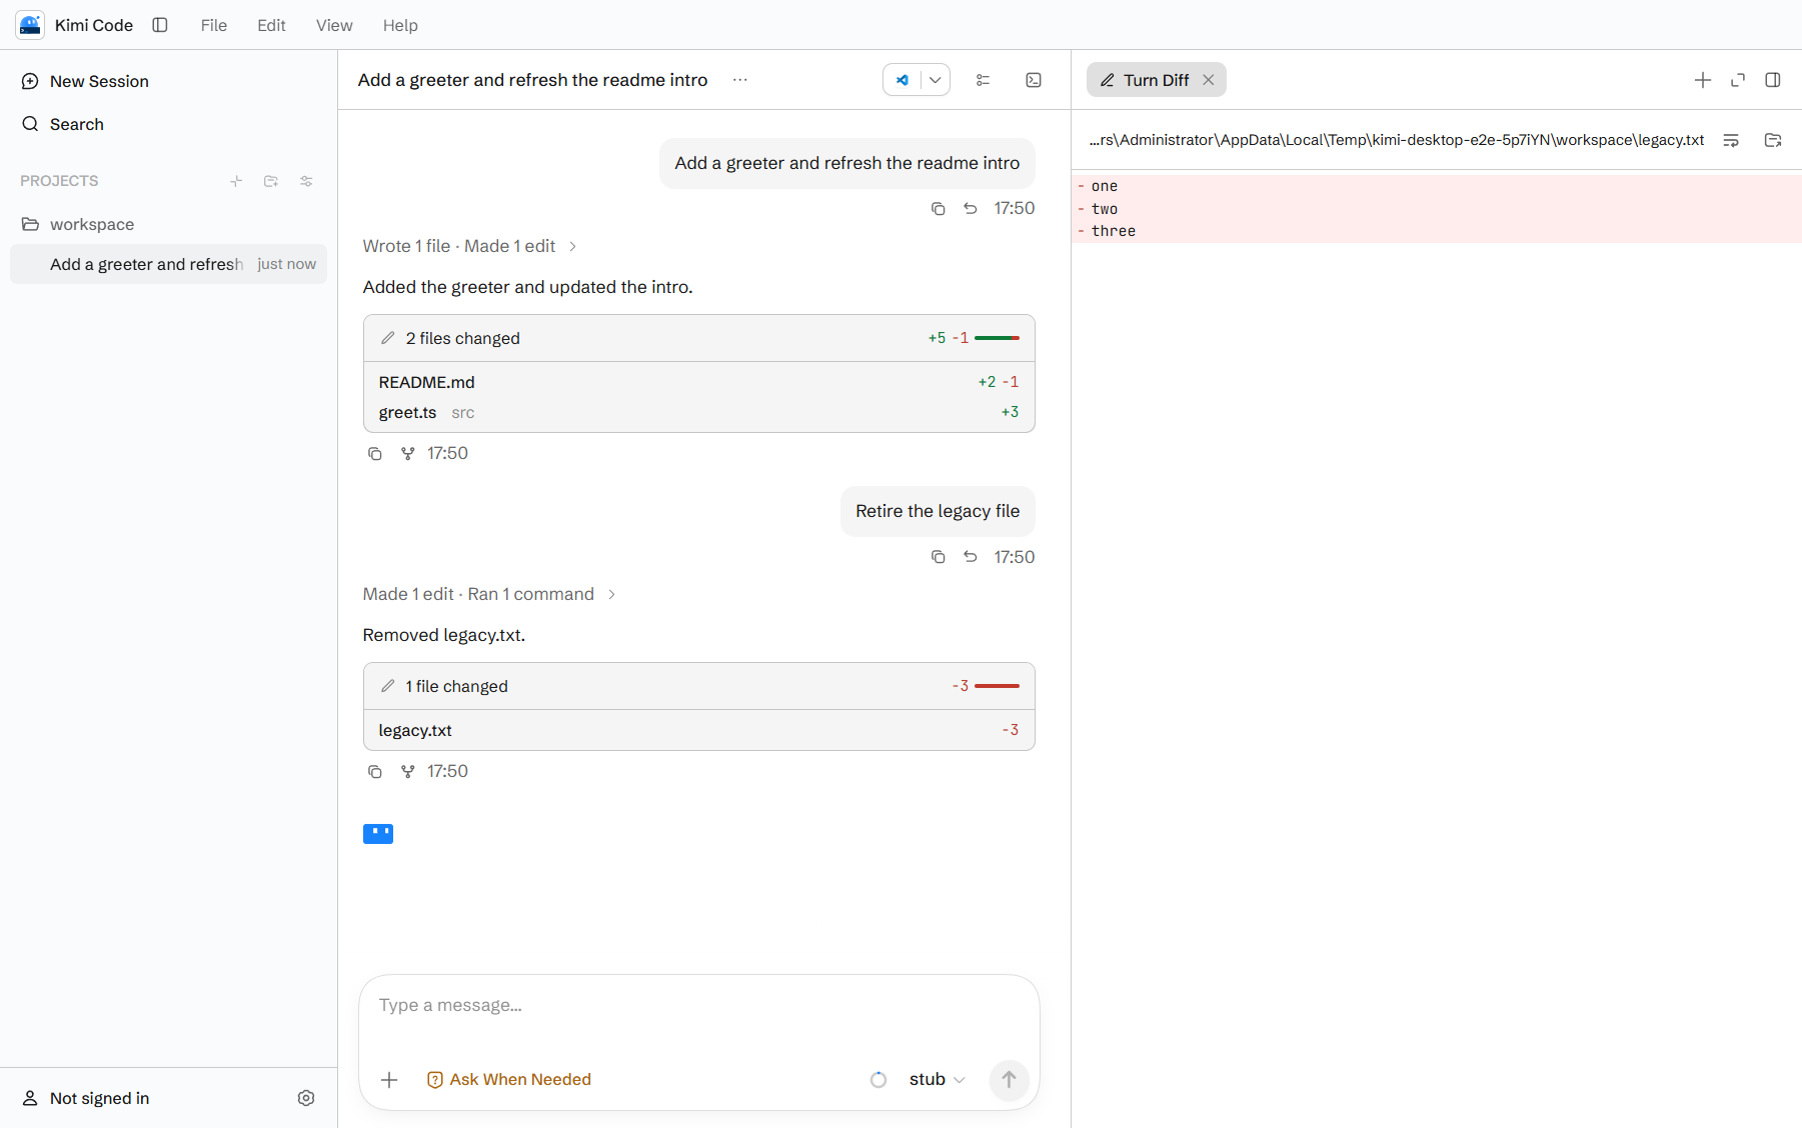 Kimi Code File Edit View Help
New Session
Search
PROJECTS
workspace
Add a greeter and refresh just now
Not signed in
Add a greeter and refresh the readme intro
Add a greeter and refresh the readme intro
17:50
Wrote 1 file · Made 1 edit
Added the greeter and updated the intro.
2 files changed +5 -1
README.md +2 -1
greet.ts src +3
17:50
Retire the legacy file
17:50
Made 1 edit · Ran 1 command
Removed legacy.txt.
1 file changed -3
legacy.txt -3
17:50
Type a message...
Ask When Needed stub
Turn Diff
...rs\Administrator\AppData\Local\Temp\kimi-desktop-e2e-5p7iYN\workspace\legacy.txt
- one
- two
- three